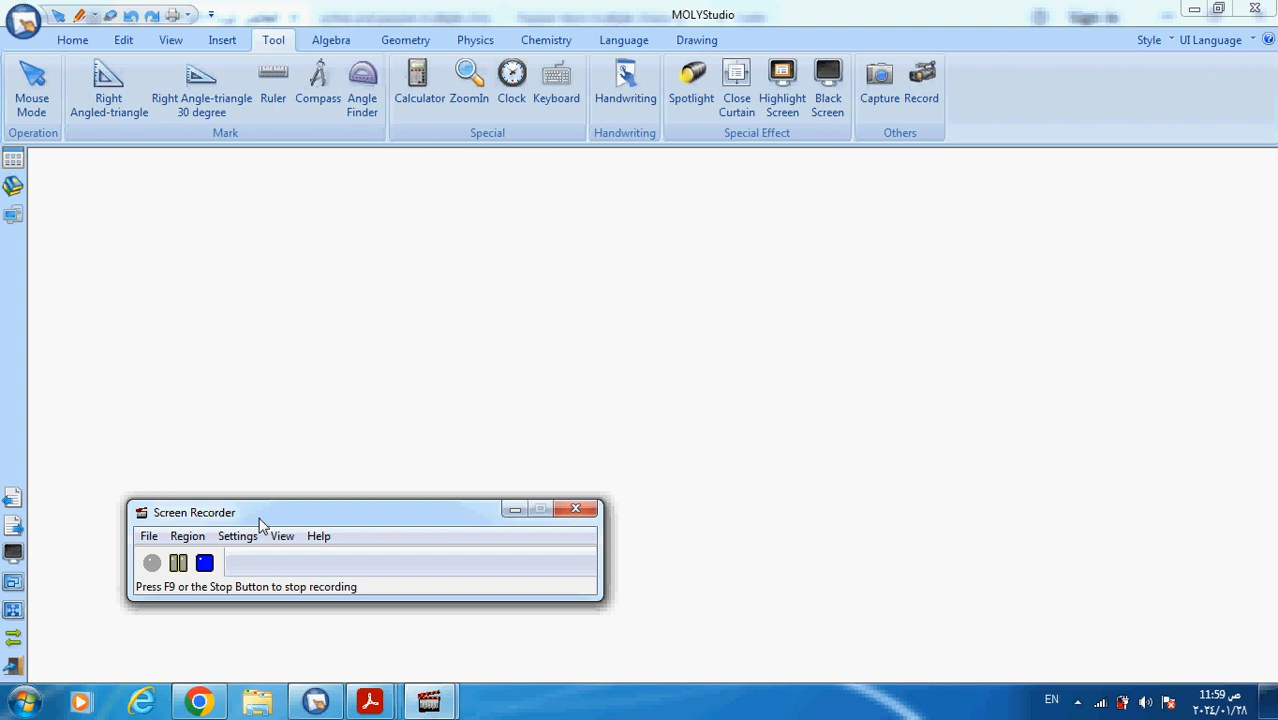 MOLYStudio
Home Edit View Insert Tool Algebra Geometry Physics Chemistry Language Drawing Style UI Language
Mouse Mode
Right Angled-triangle
Right Angle-triangle 30 degree
Ruler
Compass
Angle Finder
Calculator
ZoomIn
Clock
Keyboard
Handwriting
Spotlight
Close Curtain
Highlight Screen
Black Screen
Capture
Record
Operation Mark Special Handwriting Special Effect Others
Screen Recorder
File Region Settings View Help
Press F9 or the Stop Button to stop recording
EN
11:59 ص
٢٠٢٤/٠١/٢٨